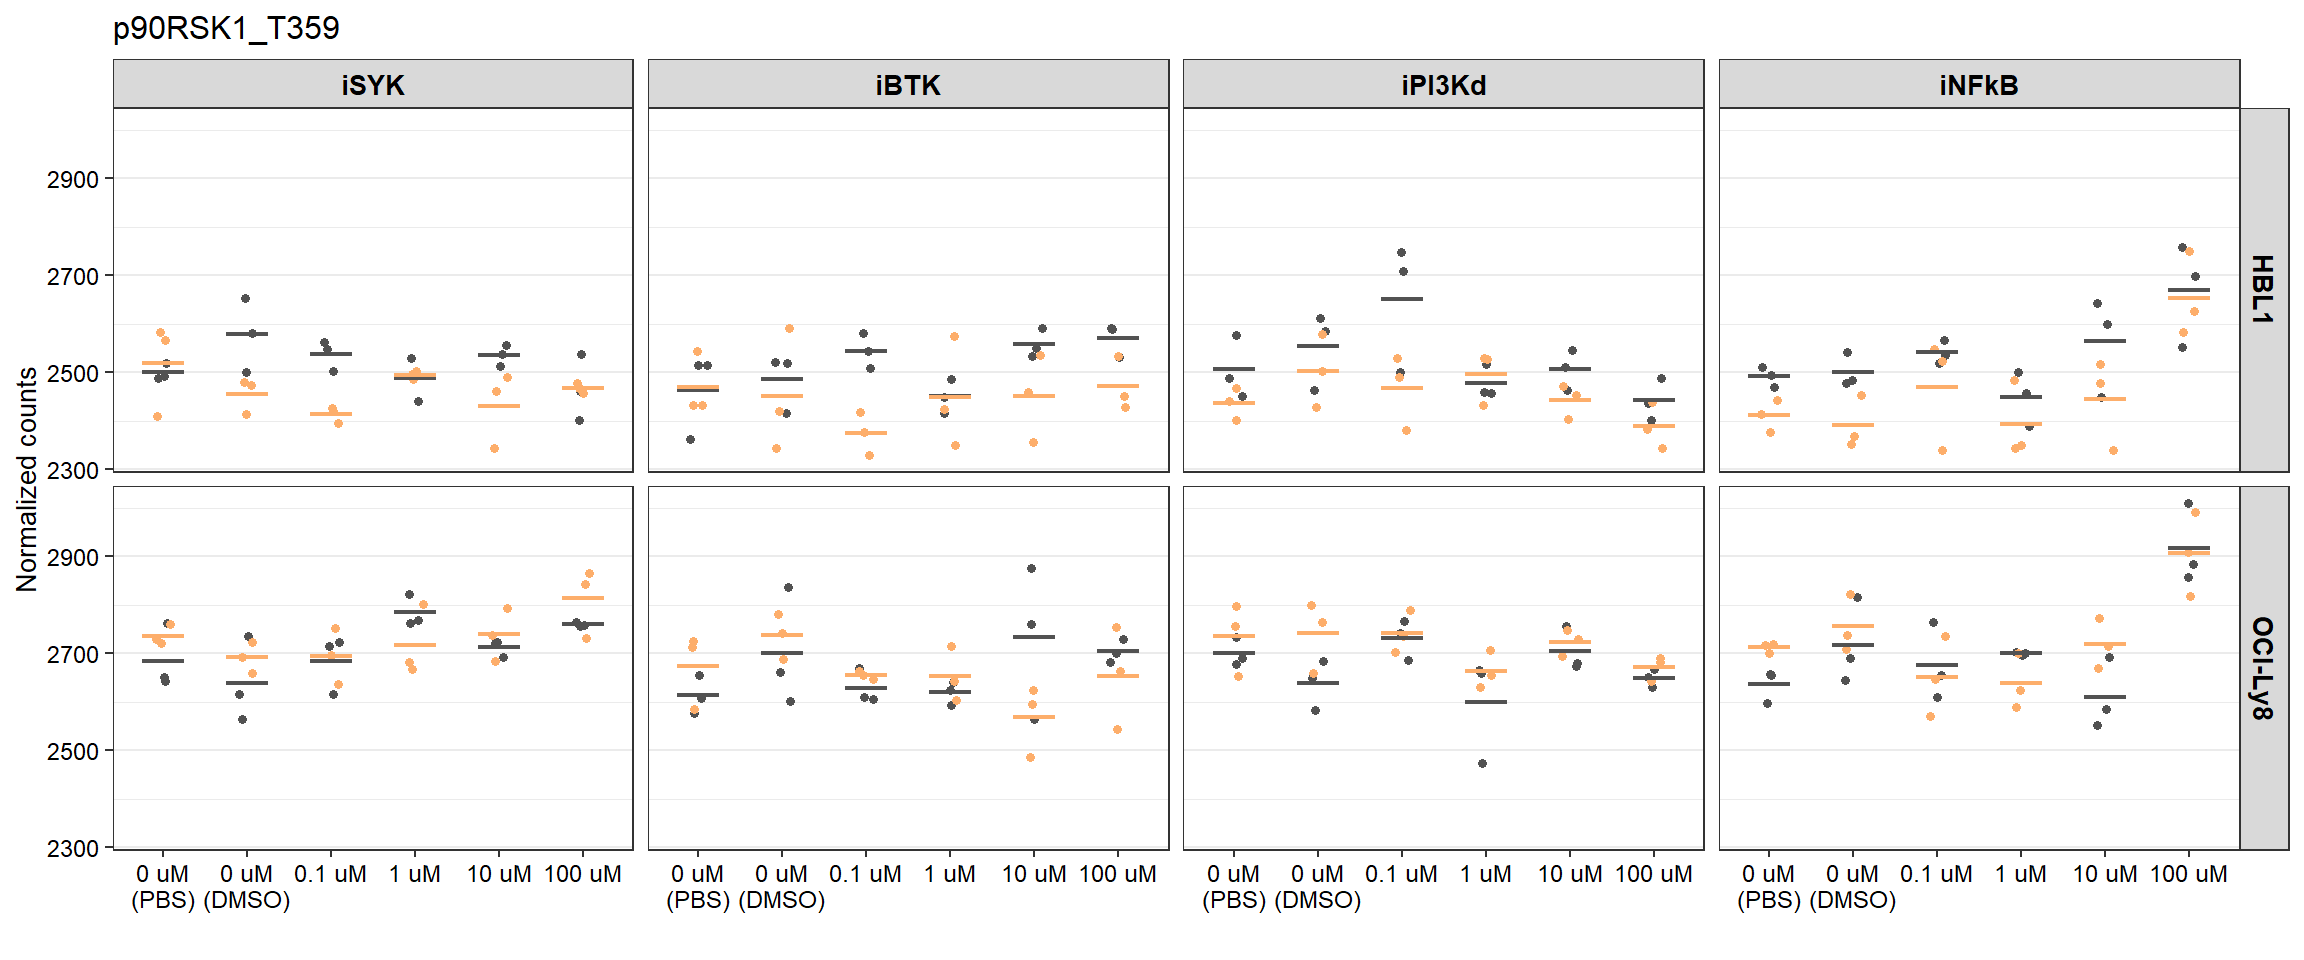 p90RSK1_T359
iSYK iBTK iPI3Kd iNFkB
Normalized counts
2900
2700
2500
2300
HBL1
2900
2700
2500
2300
OCI-Ly8
0 uM 0 uM 0.1 uM 1 uM 10 uM 100 uM 0 uM 0 uM 0.1 uM 1 uM 10 uM 100 uM 0 uM 0 uM 0.1 uM 1 uM 10 uM 100 uM 0 uM 0 uM 0.1 uM 1 uM 10 uM 100 uM
(PBS) (DMSO) (PBS) (DMSO) (PBS) (DMSO) (PBS) (DMSO)